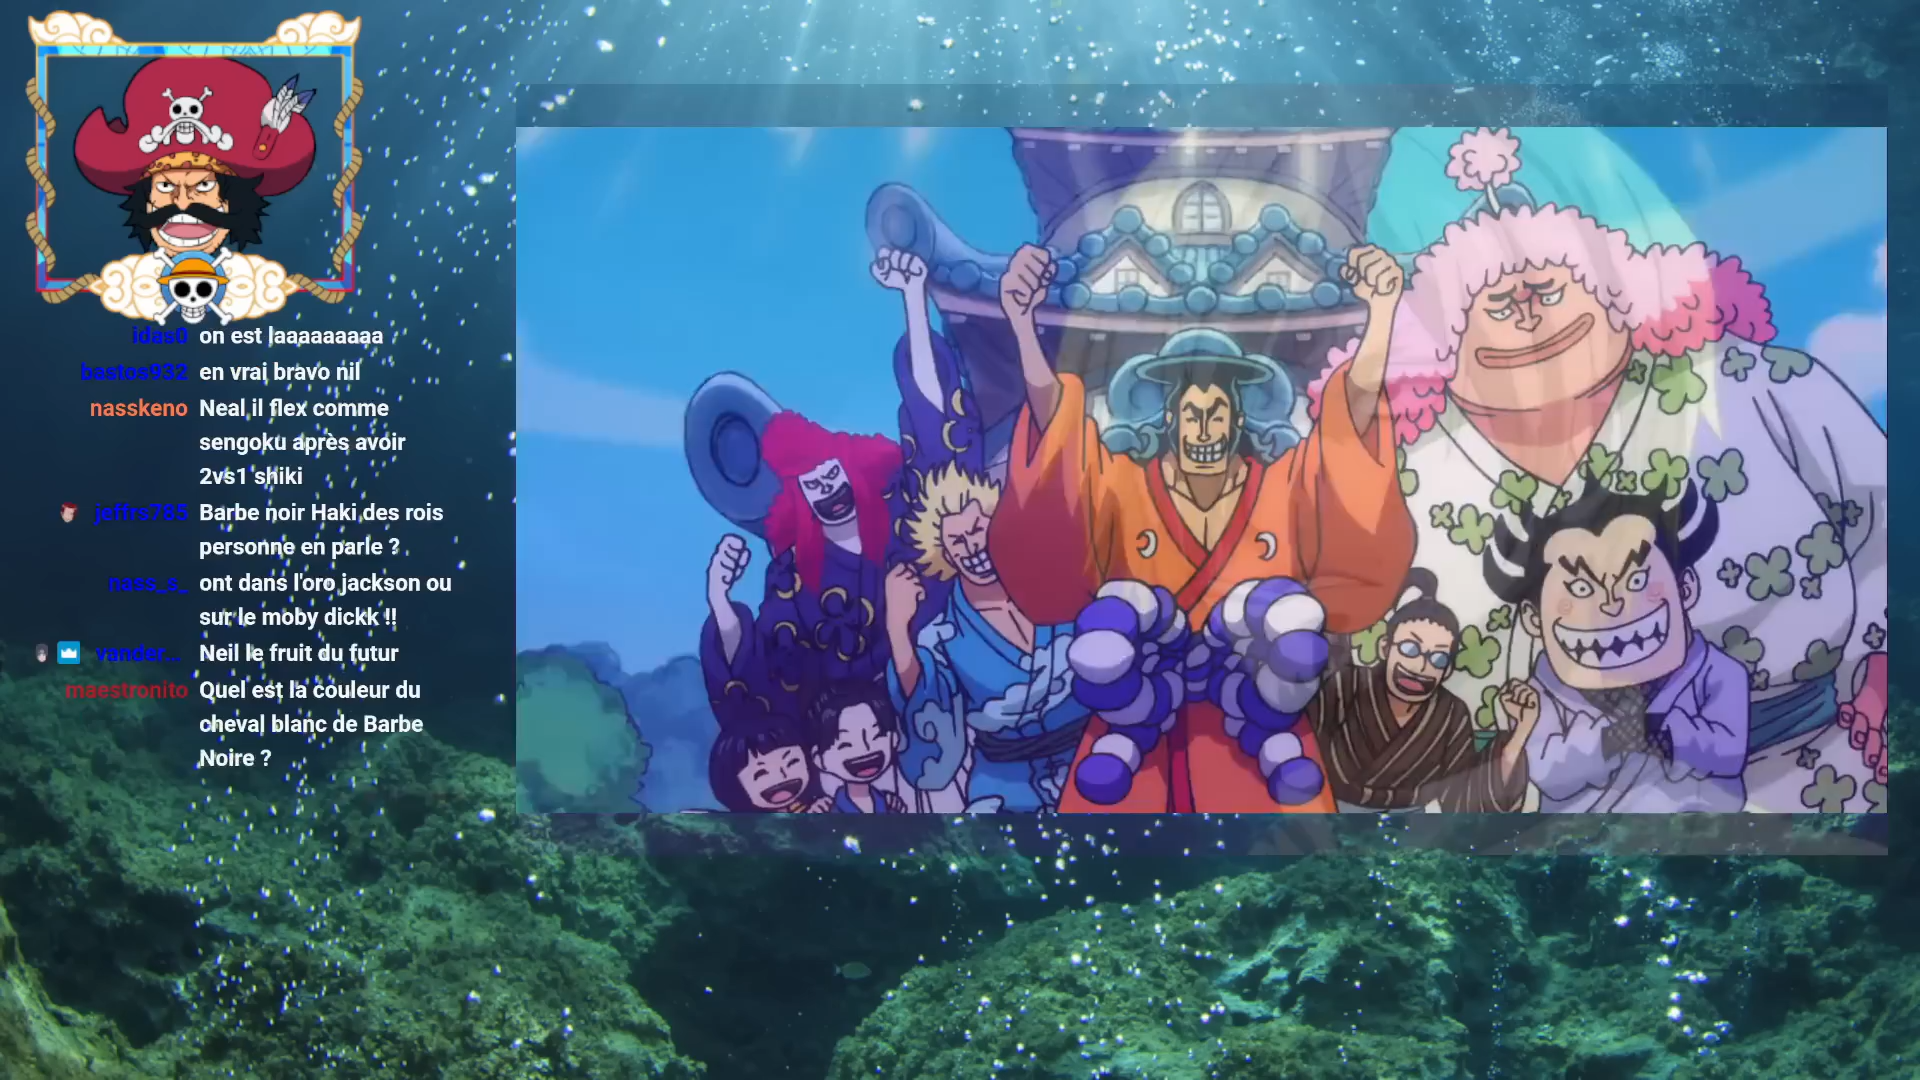 idas0 on est laaaaaaaaa
bastos932 en vrai bravo nil
nasskeno Neal il flex comme
sengoku après avoir
2vs1 shiki
jeffrs785 Barbe noir Haki des rois
personne en parle ?
nass_s_ ont dans l'oro jackson ou
sur le moby dickk !!
vander... Neil le fruit du futur
maestronito Quel est la couleur du
cheval blanc de Barbe
Noire ?